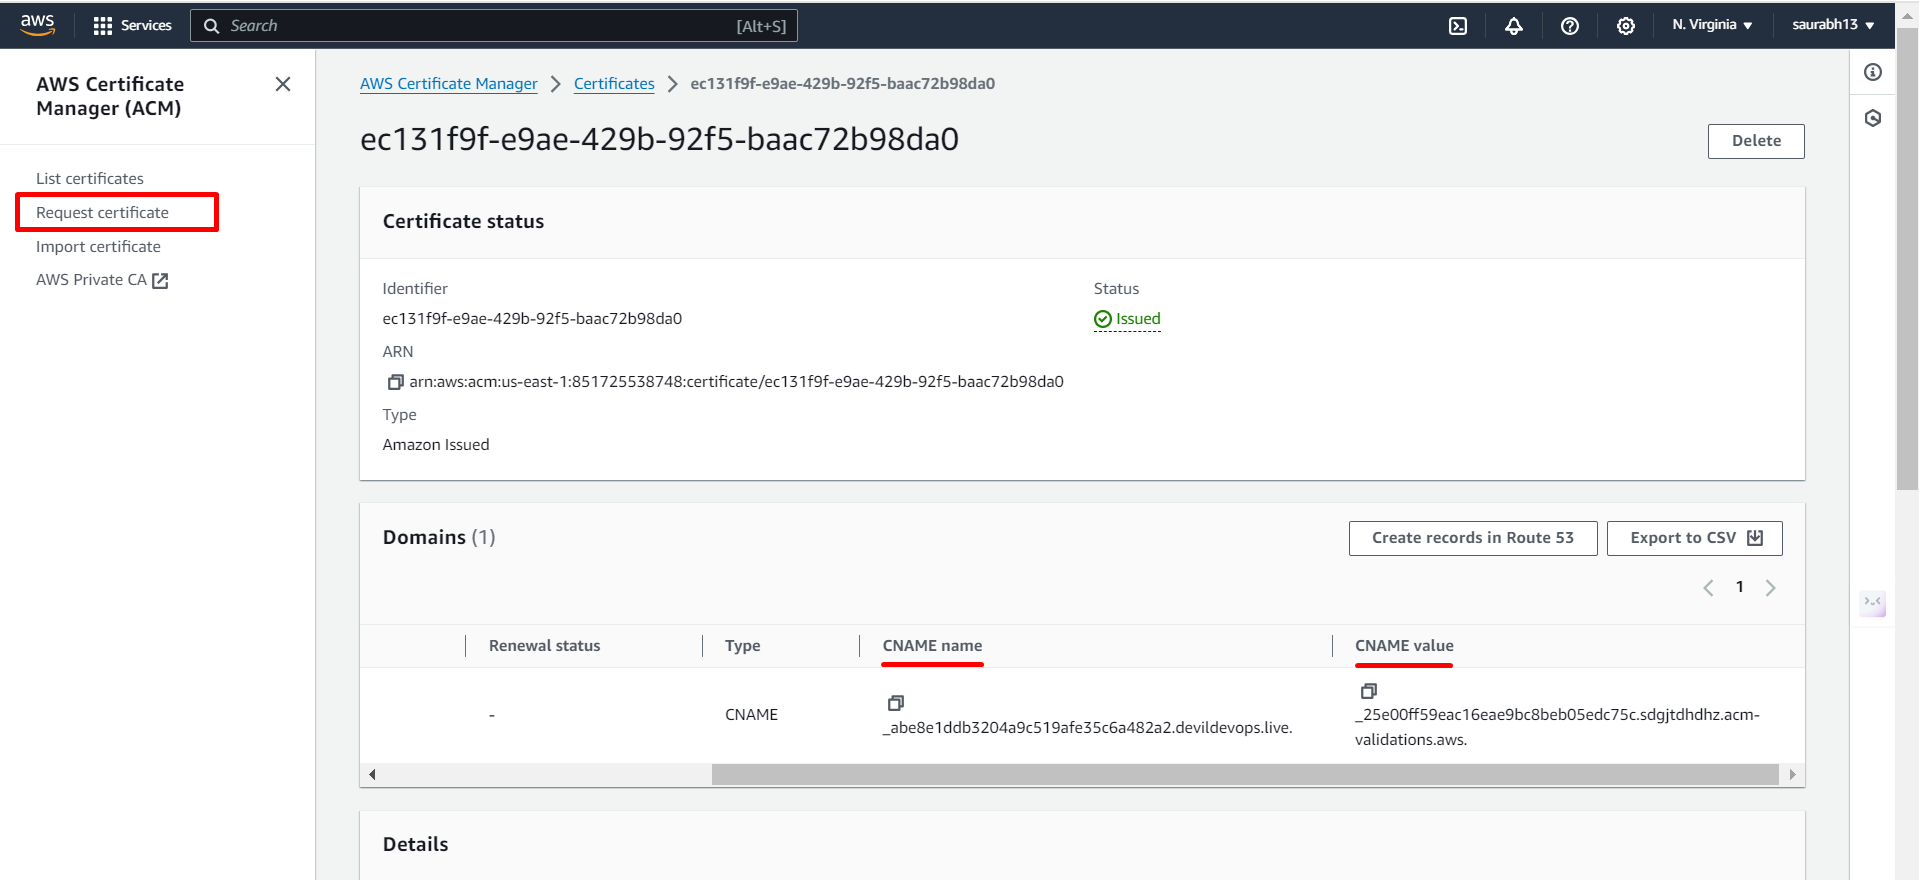 aws
Services
Search
[Alt+S]
N. Virginia
saurabh13
AWS Certificate
Manager (ACM)
List certificates
Request certificate
Import certificate
AWS Private CA
AWS Certificate Manager
Certificates
ec131f9f-e9ae-429b-92f5-baac72b98da0
ec131f9f-e9ae-429b-92f5-baac72b98da0
Delete
Certificate status
Identifier
ec131f9f-e9ae-429b-92f5-baac72b98da0
Status
Issued
ARN
arn:aws:acm:us-east-1:851725538748:certificate/ec131f9f-e9ae-429b-92f5-baac72b98da0
Type
Amazon Issued
Domains (1)
Create records in Route 53
Export to CSV
1
Renewal status
Type
CNAME name
CNAME value
-
CNAME
_abe8e1ddb3204a9c519afe35c6a482a2.devildevops.live.
_25e00ff59eac16eae9bc8beb05edc75c.sdgjtdhdhz.acm-
validations.aws.
Details